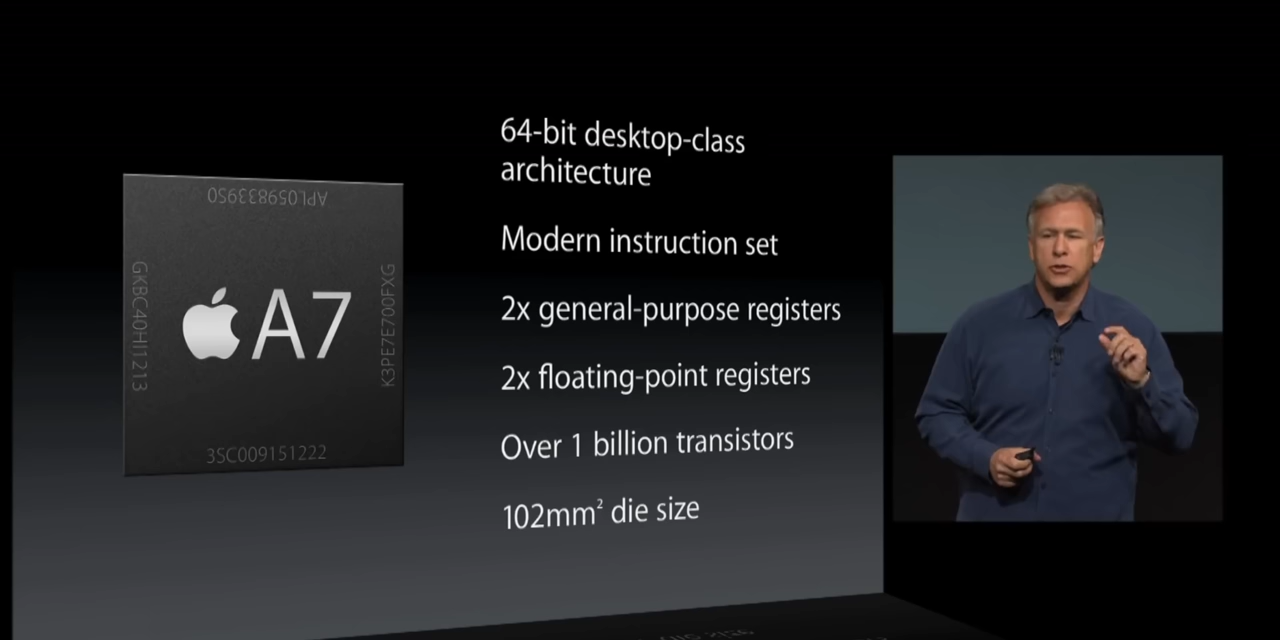 APL0598339S0
GKBC40HI1213
A7
K3PE7E700FXG
3SC009151222
64-bit desktop-class
architecture
Modern instruction set
2x general-purpose registers
2x floating-point registers
Over 1 billion transistors
102mm² die size